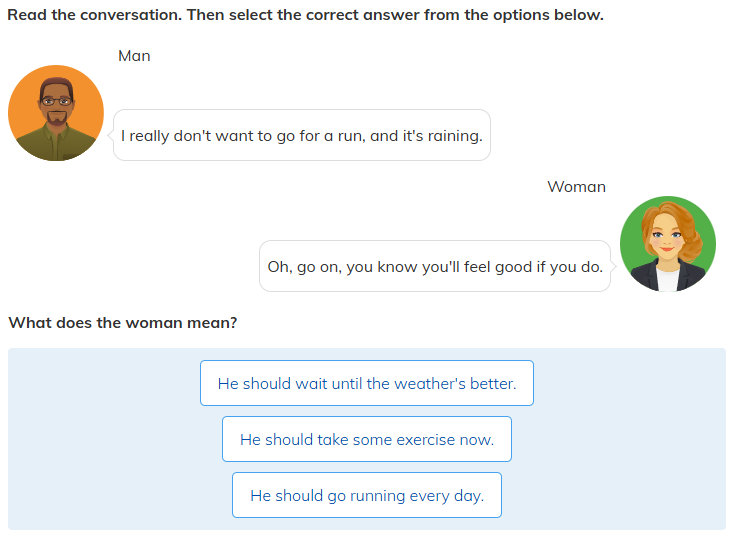 Read the conversation. Then select the correct answer from the options below.
Man
I really don't want to go for a run, and it's raining.
Woman
Oh, go on, you know you'll feel good if you do.
What does the woman mean?
He should wait until the weather's better.
He should take some exercise now.
He should go running every day.